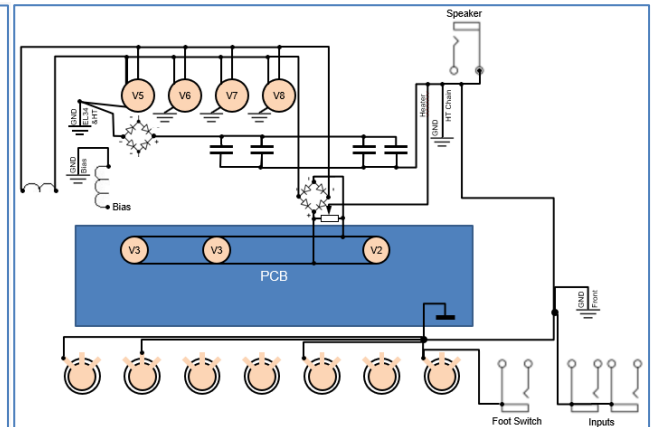 Speaker
V5
V6
V7
V8
GND
EL34
&HT
GND
Bias
Bias
Heater
GND
HT Chain
V3
V3
V2
PCB
GND
Front
Foot Switch
Inputs